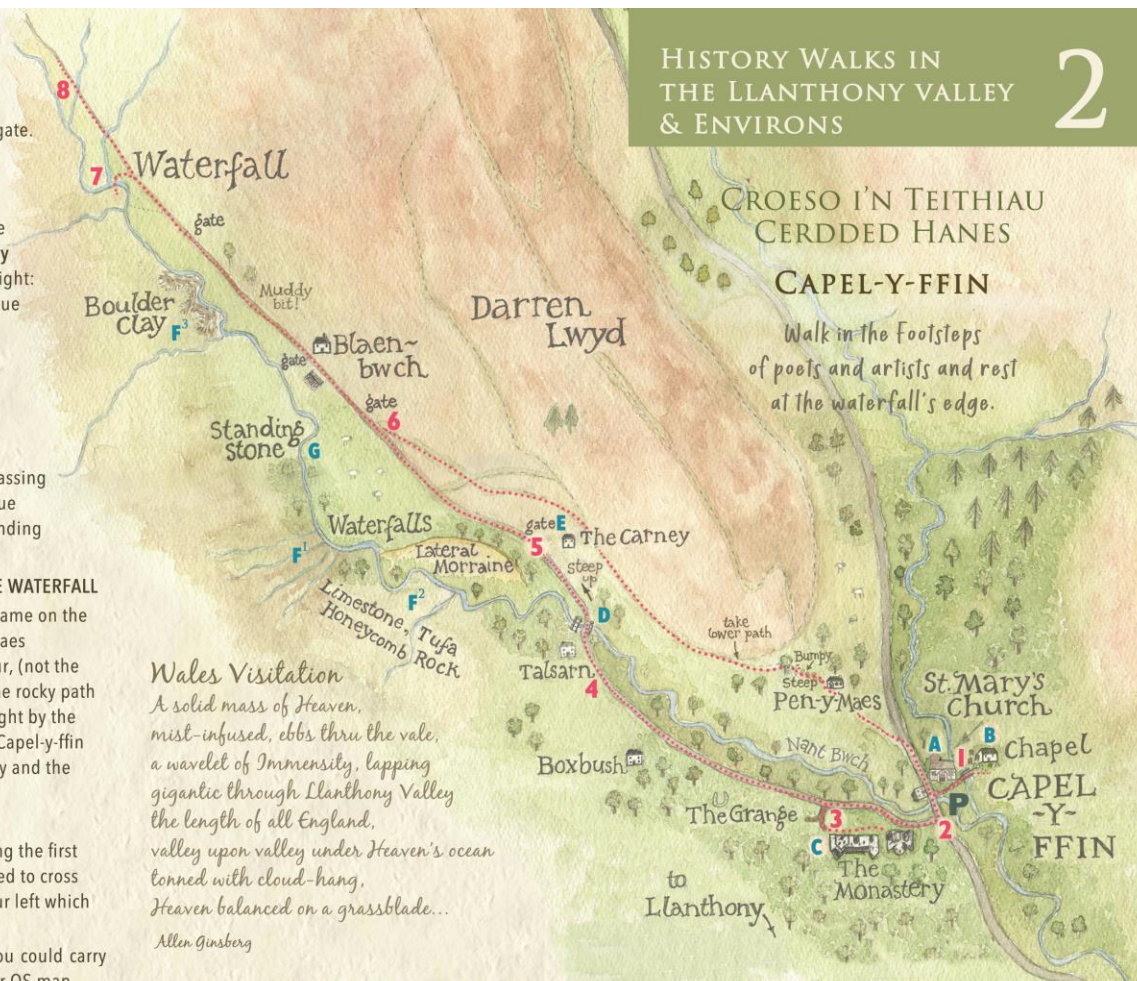 gate.
e
y
ight:
ue
assing
ue
nding
E WATERFALL
ame on the
aes
ur, (not the
ne rocky path
ght by the
Capel-y-ffin
y and the
ng the first
ed to cross
ur left which
ou could carry
r OS map
HISTORY WALKS IN
THE LLANTHONY VALLEY
& ENVIRONS
2
CROESO I'N TEITHIAU
CERDDED HANES
CAPEL-Y-FFIN
Walk in the Footsteps
of poets and artists and rest
at the waterfall's edge.
8
7
Waterfall
gate
Muddy
bit!
Boulder
Clay
F3
Blaen~
bwch
gate
gate
6
Darren
Lwyd
Standing
stone
G
Waterfalls
F1
Lateral
Morraine
F2
Limestone, Tufa
Honeycomb Rock
gate
E
The Carney
5
steep
up
D
Talsarn
4
take
lower path
Bumpy
Steep
Pen-y-Maes
St. Mary's
Church
A
1
B
Chapel
CAPEL
-Y-
FFIN
P
2
Nant Bwch
Boxbush
The Grange
3
C
The
Monastery
to
Llanthony
Wales Visitation
A solid mass of Heaven,
mist-infused, ebbs thru the vale,
a wavelet of Immensity, lapping
gigantic through Llanthony Valley
the length of all England,
valley upon valley under Heaven's ocean
tonned with cloud-hang,
Heaven balanced on a grassblade...
Allen Ginsberg